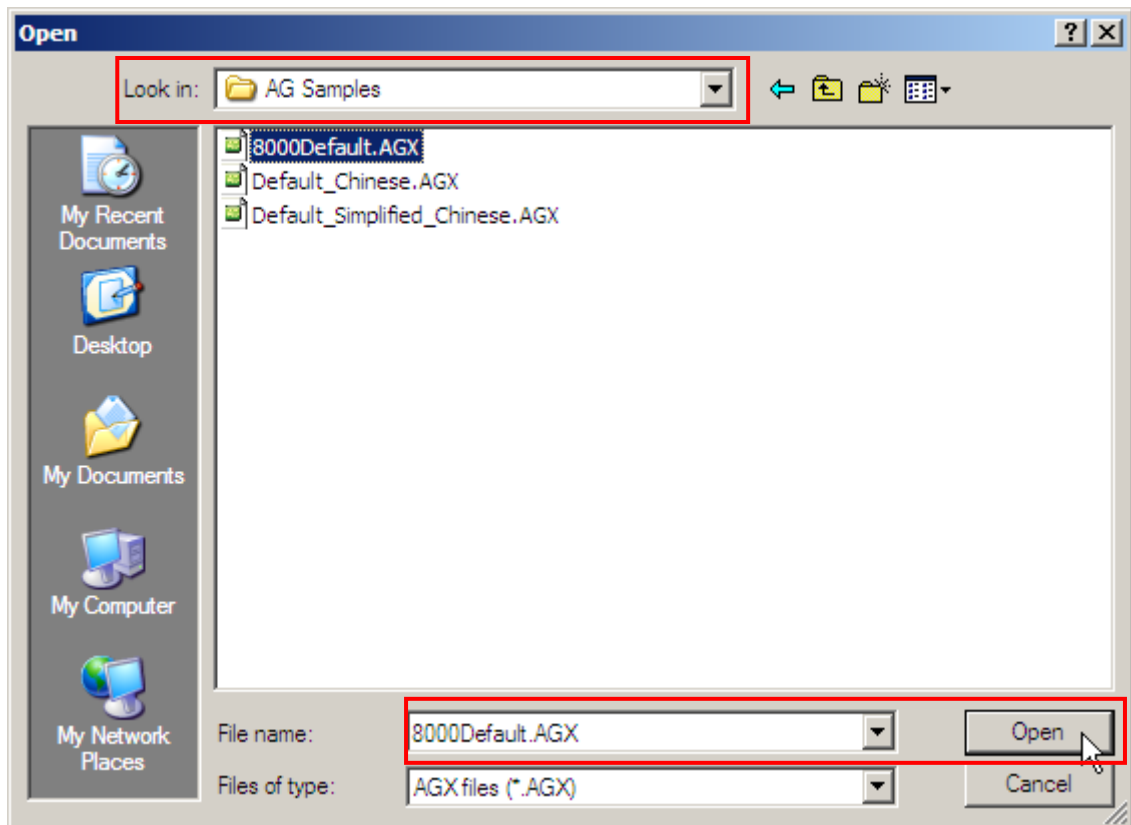 Open
Look in: AG Samples
8000Default.AGX
Default_Chinese.AGX
Default_Simplified_Chinese.AGX
My Recent
Documents
Desktop
My Documents
My Computer
My Network
Places
File name: 8000Default.AGX Open
Files of type: AGX files (*.AGX) Cancel